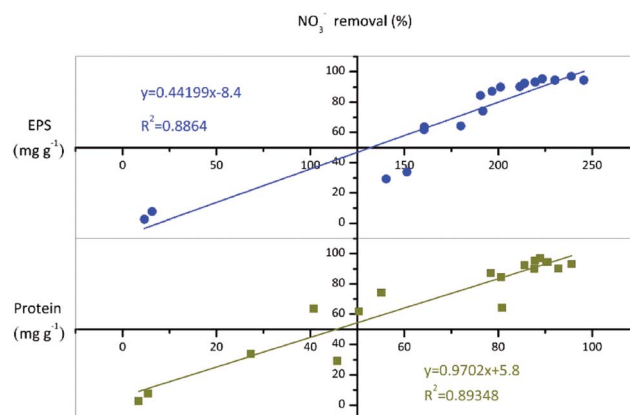 NO₃⁻ removal (%)
100
80
60
40
20
0
EPS
(mg g⁻¹)
y=0.44199x-8.4
R²=0.8864
0 50 100 150 200 250
100
80
60
40
20
0
Protein
(mg g⁻¹)
0 20 40 60 80 100
y=0.9702x+5.8
R²=0.89348